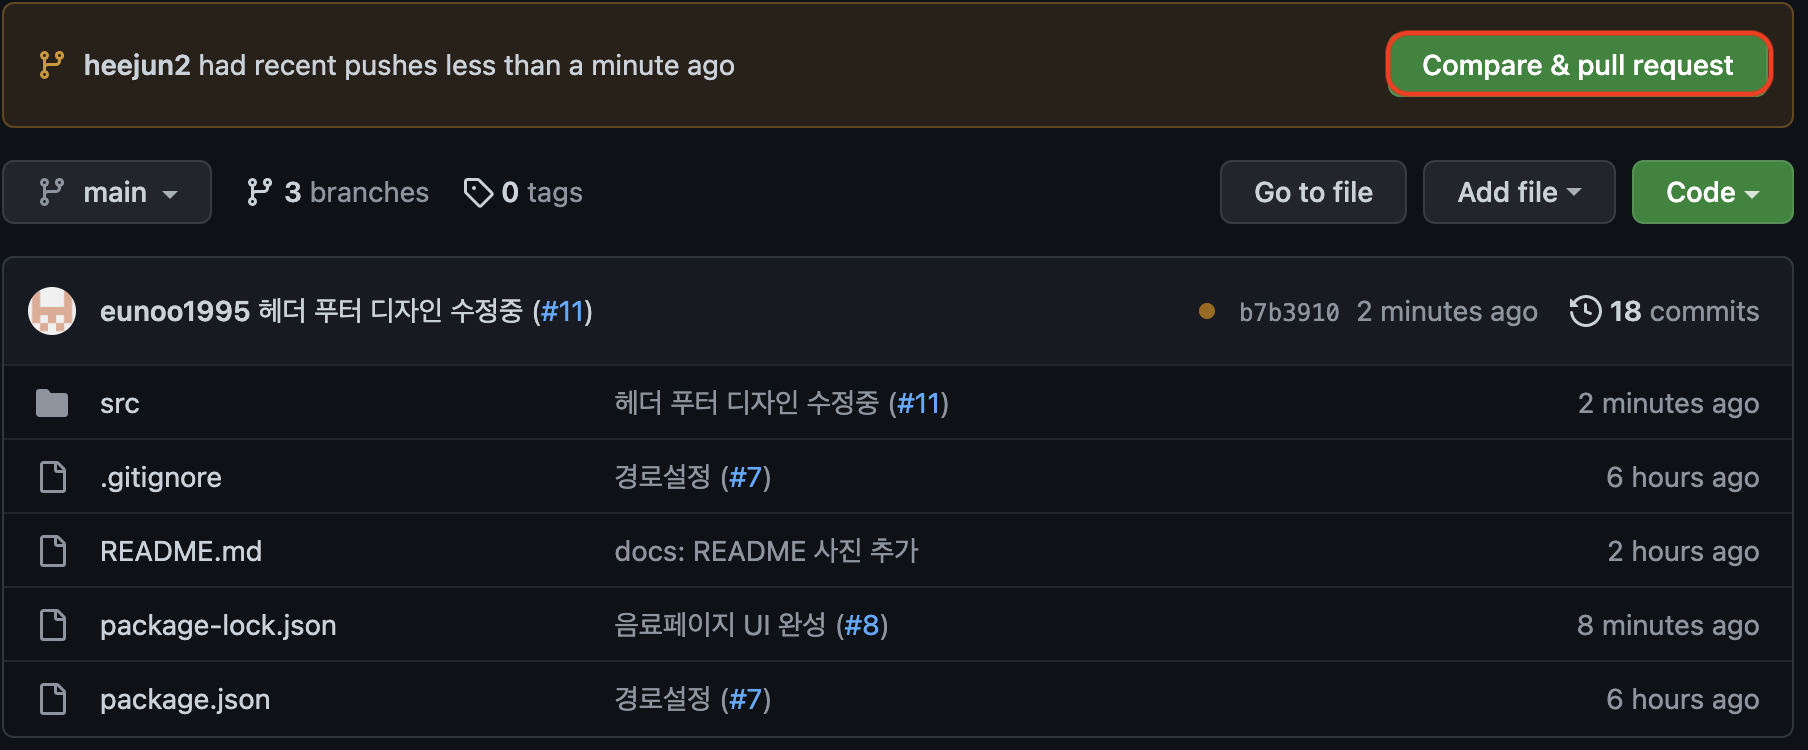 heejun2 had recent pushes less than a minute ago
Compare & pull request
main
3 branches
0 tags
Go to file
Add file
Code
eunoo1995 헤더 푸터 디자인 수정중 (#11)
b7b3910 2 minutes ago
18 commits
src 헤더 푸터 디자인 수정중 (#11) 2 minutes ago
.gitignore 경로설정 (#7) 6 hours ago
README.md docs: README 사진 추가 2 hours ago
package-lock.json 음료페이지 UI 완성 (#8) 8 minutes ago
package.json 경로설정 (#7) 6 hours ago